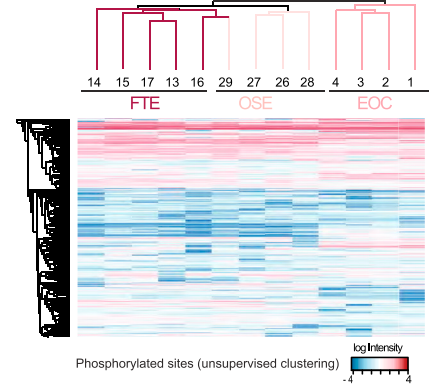 14 15 17 13 16 29 27 26 28 4 3 2 1
FTE OSE EOC
log Intensity
Phosphorylated sites (unsupervised clustering)
-4 4